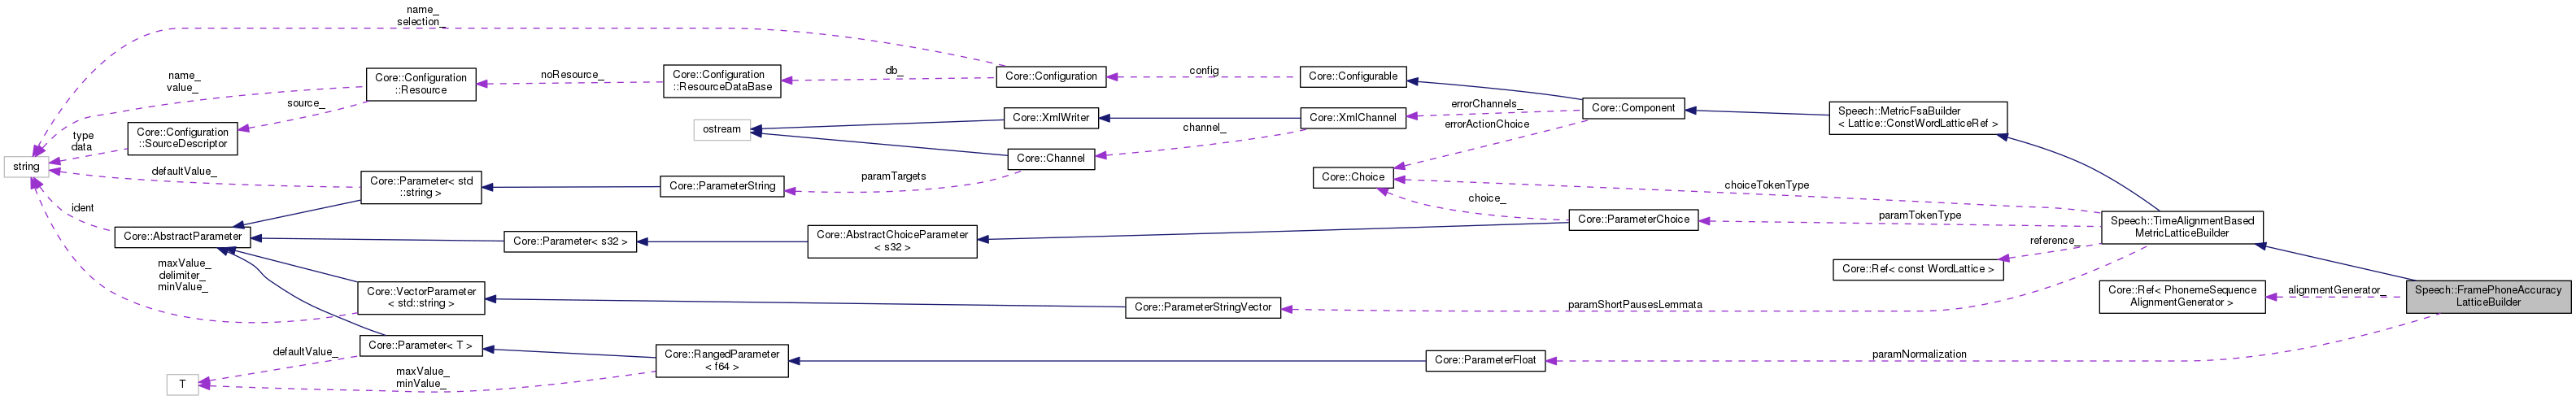 name_
selection_
name_
value_
Core::Configuration
::Resource
noResource_
Core::Configuration
::ResourceDataBase
db_
Core::Configuration
config
Core::Configurable
source_
type
data
Core::Configuration
::SourceDescriptor
ostream
Core::XmlWriter
Core::XmlChannel
errorChannels_
errorActionChoice
Core::Component
Speech::MetricFsaBuilder
< Lattice::ConstWordLatticeRef >
channel_
Core::Channel
string
defaultValue_
Core::Parameter< std
::string >
Core::ParameterString
paramTargets
Core::Choice
choiceTokenType
choice_
Core::ParameterChoice
paramTokenType
Speech::TimeAlignmentBased
MetricLatticeBuilder
ident
Core::AbstractParameter
Core::Parameter< s32 >
Core::AbstractChoiceParameter
< s32 >
reference_
Core::Ref< const WordLattice >
maxValue_
delimiter_
minValue_
Core::VectorParameter
< std::string >
Core::ParameterStringVector
paramShortPausesLemmata
Core::Ref< PhonemeSequence
AlignmentGenerator >
alignmentGenerator_
Speech::FramePhoneAccuracy
LatticeBuilder
defaultValue_
Core::Parameter< T >
Core::RangedParameter
< f64 >
Core::ParameterFloat
paramNormalization
T
maxValue_
minValue_